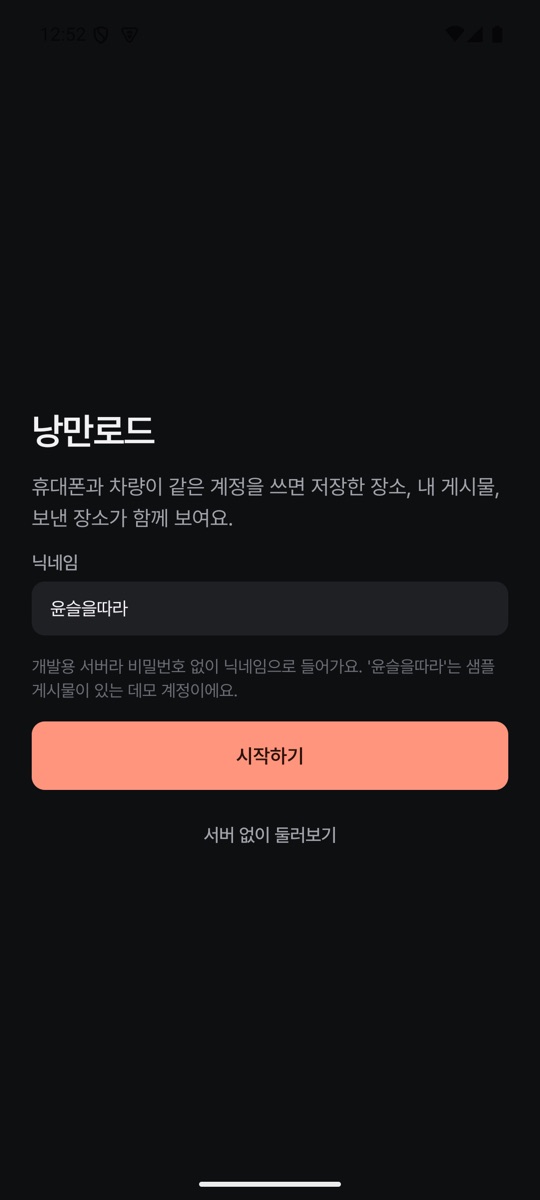 12:52
낭만로드
휴대폰과 차량이 같은 계정을 쓰면 저장한 장소, 내 게시물,
보낸 장소가 함께 보여요.
닉네임
윤슬을따라
개발용 서버라 비밀번호 없이 닉네임으로 들어가요. '윤슬을따라'는 샘플
게시물이 있는 데모 계정이에요.
시작하기
서버 없이 둘러보기